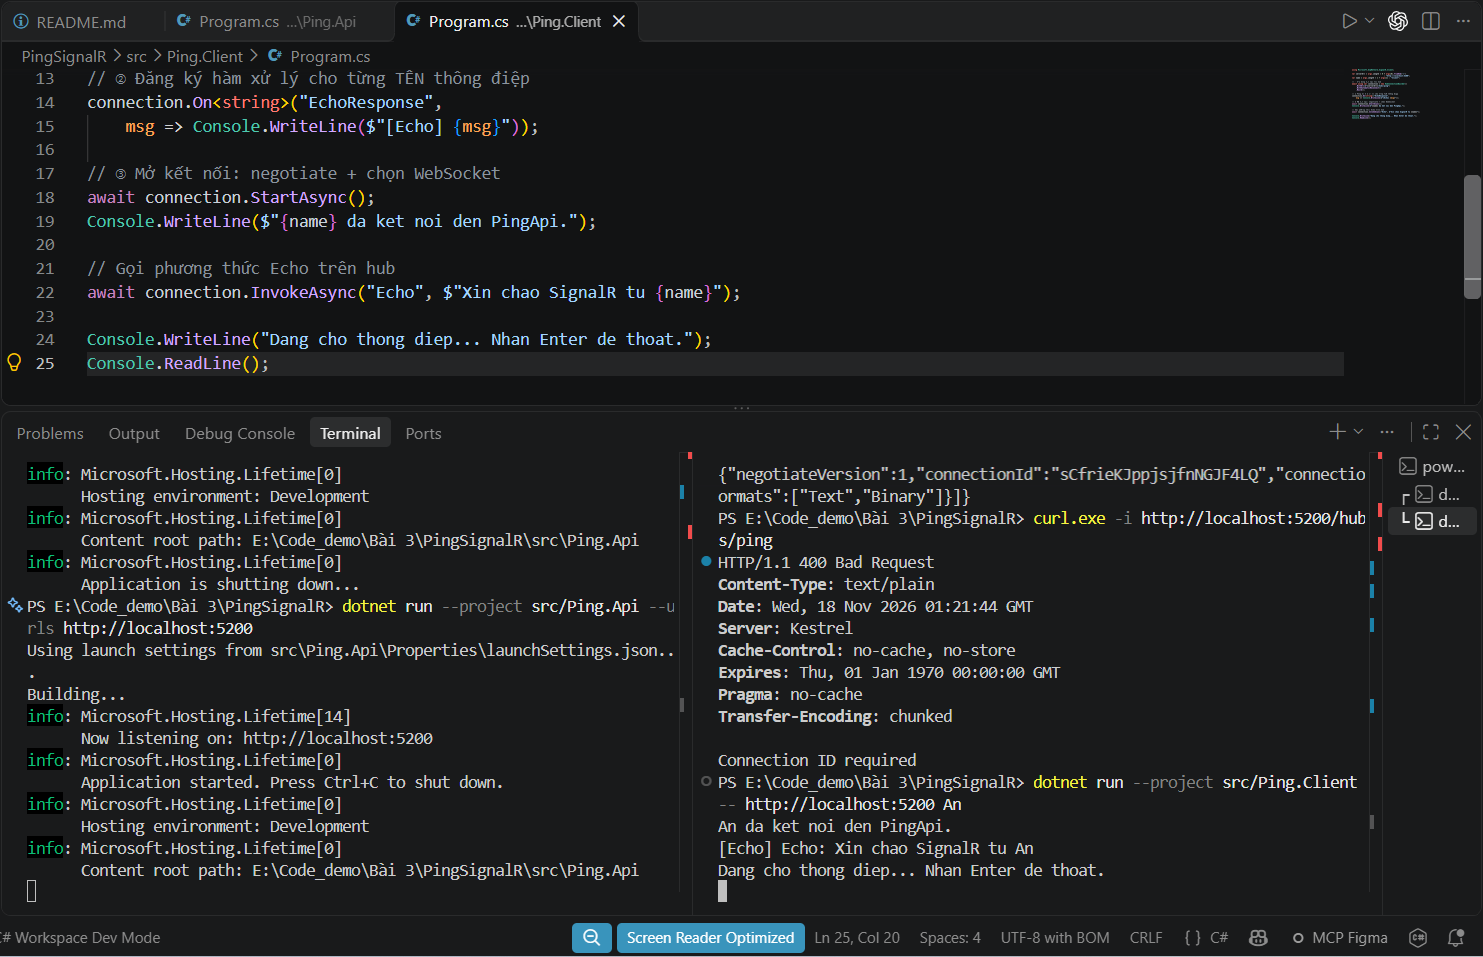 README.md
Program.cs ...\Ping.Api
Program.cs ...\Ping.Client
PingSignalR > src > Ping.Client > Program.cs
13 // ② Đăng ký hàm xử lý cho từng TÊN thông điệp
14 connection.On<string>("EchoResponse",
15 msg => Console.WriteLine($"[Echo] {msg}"));
16
17 // ③ Mở kết nối: negotiate + chọn WebSocket
18 await connection.StartAsync();
19 Console.WriteLine($"{name} da ket noi den PingApi.");
20
21 // Gọi phương thức Echo trên hub
22 await connection.InvokeAsync("Echo", $"Xin chao SignalR tu {name}");
23
24 Console.WriteLine("Dang cho thong diep... Nhan Enter de thoat.");
25 Console.ReadLine();
Problems Output Debug Console Terminal Ports
info: Microsoft.Hosting.Lifetime[0]
Hosting environment: Development
info: Microsoft.Hosting.Lifetime[0]
Content root path: E:\Code_demo\Bài 3\PingSignalR\src\Ping.Api
info: Microsoft.Hosting.Lifetime[0]
Application is shutting down...
PS E:\Code_demo\Bài 3\PingSignalR> dotnet run --project src/Ping.Api --u
rls http://localhost:5200
Using launch settings from src\Ping.Api\Properties\launchSettings.json..
.
Building...
info: Microsoft.Hosting.Lifetime[14]
Now listening on: http://localhost:5200
info: Microsoft.Hosting.Lifetime[0]
Application started. Press Ctrl+C to shut down.
info: Microsoft.Hosting.Lifetime[0]
Hosting environment: Development
info: Microsoft.Hosting.Lifetime[0]
Content root path: E:\Code_demo\Bài 3\PingSignalR\src\Ping.Api
{"negotiateVersion":1,"connectionId":"sCfrieKJppjsjfnNGJF4LQ","connectio
ormats":["Text","Binary"]}]}
PS E:\Code_demo\Bài 3\PingSignalR> curl.exe -i http://localhost:5200/hub
s/ping
HTTP/1.1 400 Bad Request
Content-Type: text/plain
Date: Wed, 18 Nov 2026 01:21:44 GMT
Server: Kestrel
Cache-Control: no-cache, no-store
Expires: Thu, 01 Jan 1970 00:00:00 GMT
Pragma: no-cache
Transfer-Encoding: chunked
Connection ID required
PS E:\Code_demo\Bài 3\PingSignalR> dotnet run --project src/Ping.Client
-- http://localhost:5200 An
An da ket noi den PingApi.
[Echo] Echo: Xin chao SignalR tu An
Dang cho thong diep... Nhan Enter de thoat.
pow...
d...
d...
C# Workspace Dev Mode
Screen Reader Optimized
Ln 25, Col 20 Spaces: 4 UTF-8 with BOM CRLF {} C# MCP Figma